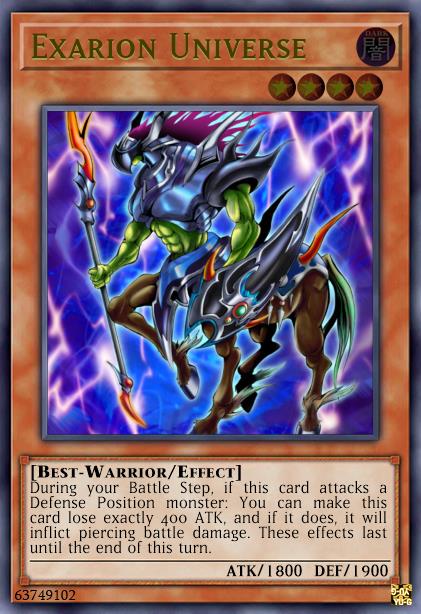 Exarion Universe
DARK
闇
[Best-Warrior/Effect]
During your Battle Step, if this card attacks a
Defense Position monster: You can make this
card lose exactly 400 ATK, and if it does, it will
inflict piercing battle damage. These effects last
until the end of this turn.
ATK/1800 DEF/1900
63749102